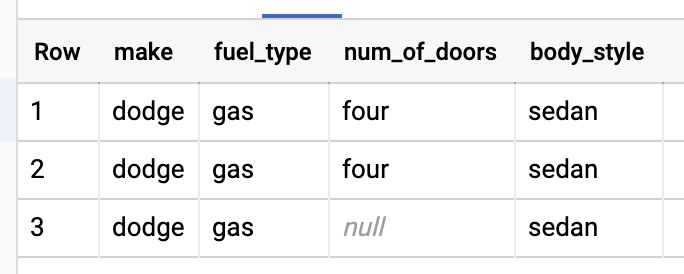 Row make fuel_type num_of_doors body_style
1 dodge gas four sedan
2 dodge gas four sedan
3 dodge gas null sedan